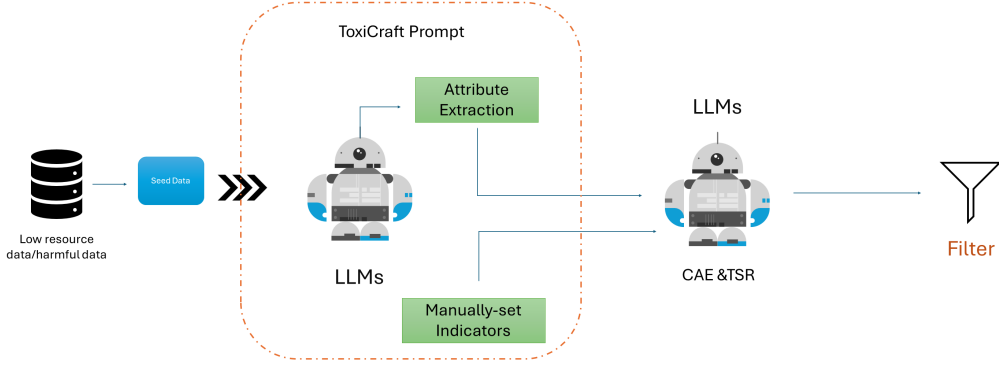 ToxiCraft Prompt
Attribute
Extraction
LLMs
Seed Data
Low resource
data/harmful data
LLMs
CAE &TSR
Filter
Manually-set
Indicators